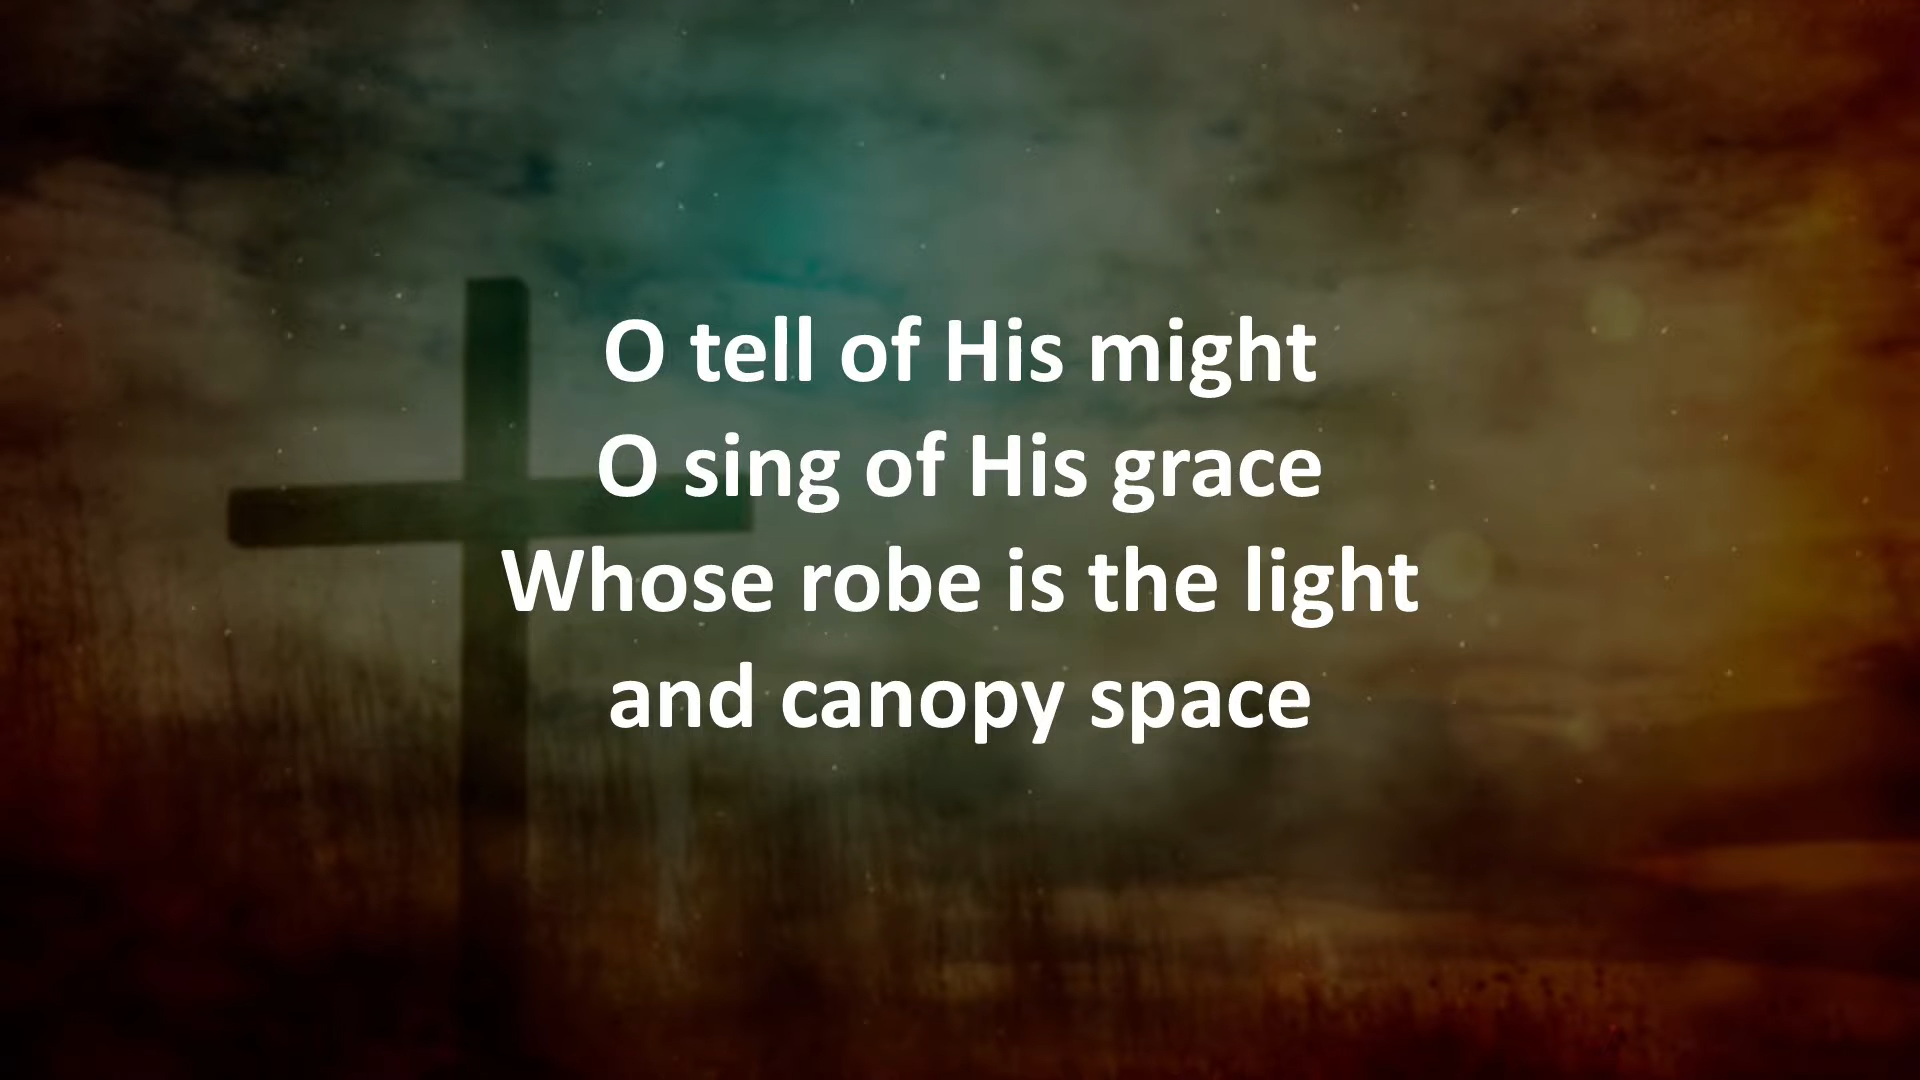 O tell of His might
O sing of His grace
Whose robe is the light
and canopy space